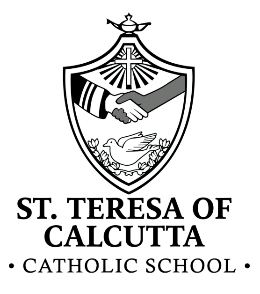 ST. TERESA OF
CALCUTTA
• CATHOLIC SCHOOL •